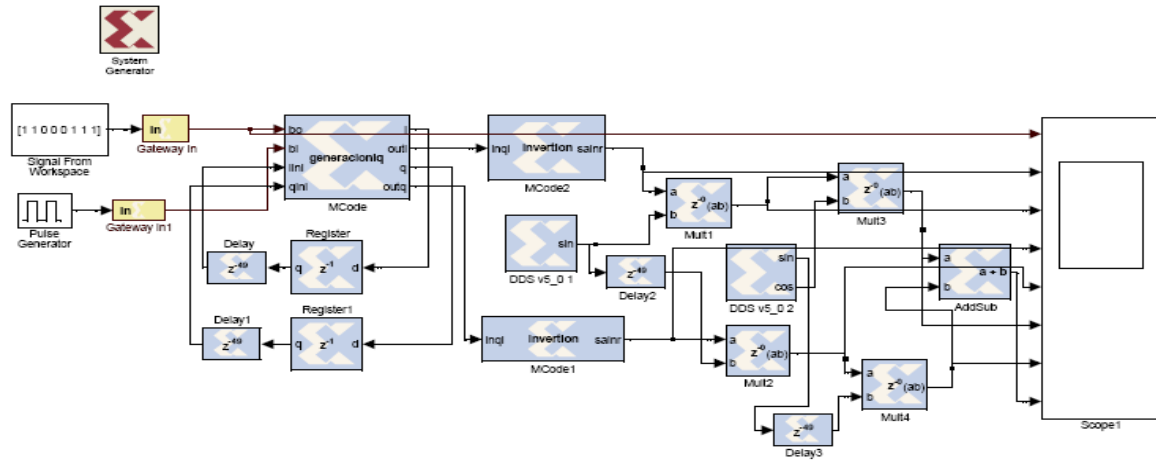 System
Generator
[1 1 0 0 0 1 1 1]
Signal From
Workspace
In
Gateway In
Pulse
Generator
In
Gateway In1
bo
bi
iini
qini
generacioniq
i
outi
q
outq
MCode
inqi
Invertion
sainr
MCode2
Delay
z-49
Register
q
z-1
d
Delay1
z-49
Register1
q
z-1
d
inqi
Invertion
sainr
MCode1
sin
DDS v5_0 1
z-49
Delay2
a
b
z-0
(ab)
Mult1
a
b
z-0
(ab)
Mult2
sin
cos
DDS v5_0 2
a
b
z-0
(ab)
Mult3
z-49
Delay3
a
b
z-0
(ab)
Mult4
a
b
a + b
AddSub
Scope1